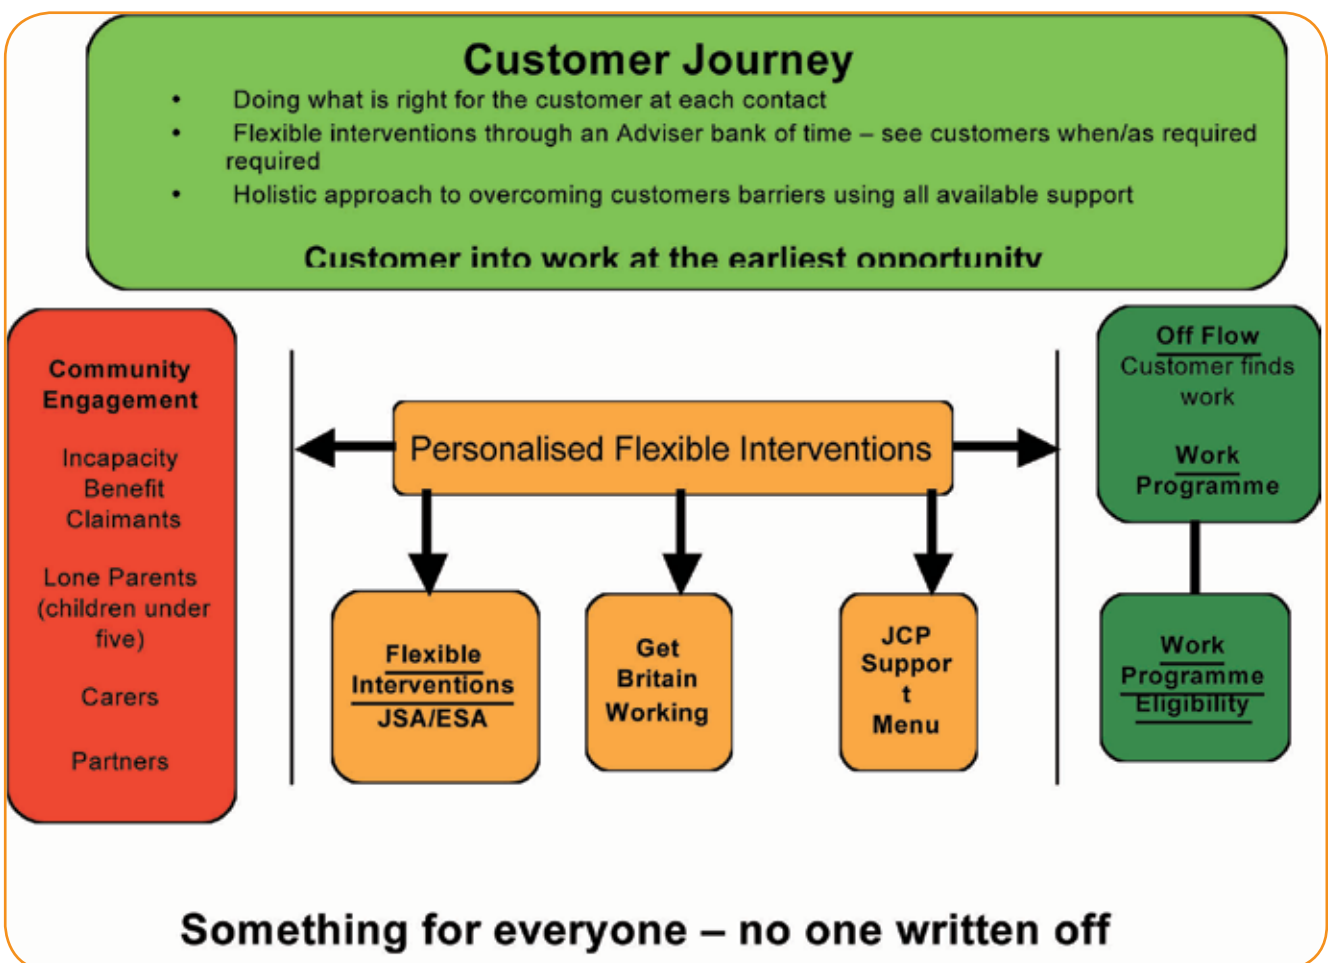 Customer Journey
• Doing what is right for the customer at each contact
• Flexible interventions through an Adviser bank of time – see customers when/as required
required
• Holistic approach to overcoming customers barriers using all available support
Customer into work at the earliest opportunity
Community
Engagement
Incapacity
Benefit
Claimants
Lone Parents
(children under
five)
Carers
Partners
Personalised Flexible Interventions
Flexible
Interventions
JSA/ESA
Get
Britain
Working
JCP
Suppor
t
Menu
Off Flow
Customer finds
work
Work
Programme
Work
Programme
Eligibility
Something for everyone – no one written off